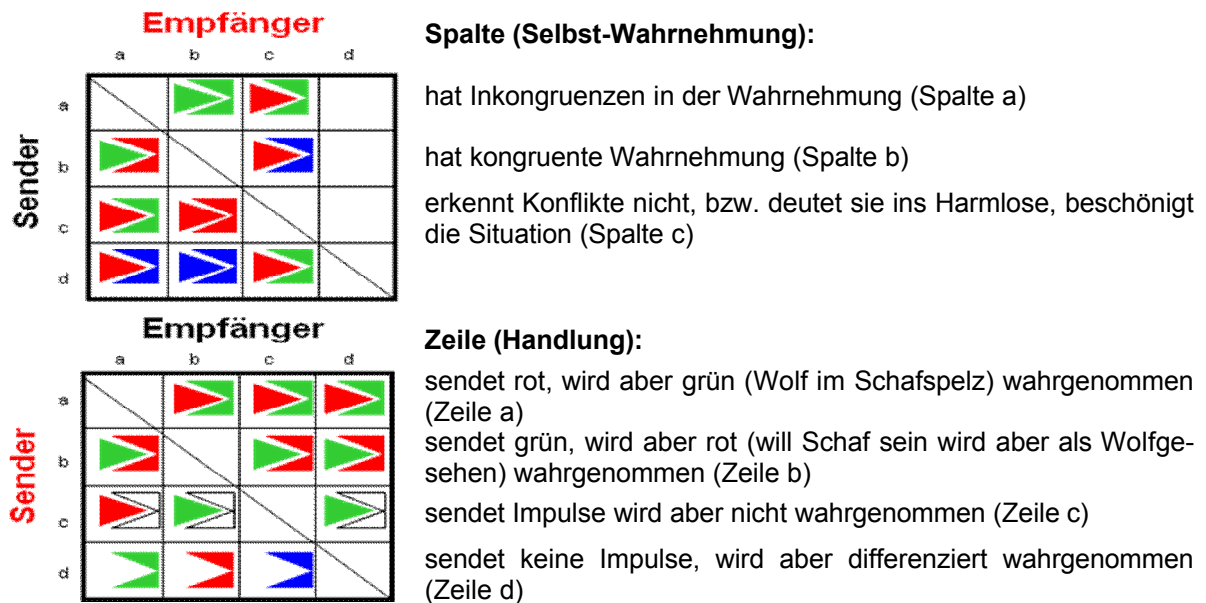 Empfänger
a b c d
Sender
a
b
c
d
Spalte (Selbst-Wahrnehmung):
hat Inkongruenzen in der Wahrnehmung (Spalte a)
hat kongruente Wahrnehmung (Spalte b)
erkennt Konflikte nicht, bzw. deutet sie ins Harmlose, beschönigt
die Situation (Spalte c)
Empfänger
a b c d
Sender
a
b
c
d
Zeile (Handlung):
sendet rot, wird aber grün (Wolf im Schafspelz) wahrgenommen
(Zeile a)
sendet grün, wird aber rot (will Schaf sein wird aber als Wolfge-
sehen) wahrgenommen (Zeile b)
sendet Impulse wird aber nicht wahrgenommen (Zeile c)
sendet keine Impulse, wird aber differenziert wahrgenommen
(Zeile d)